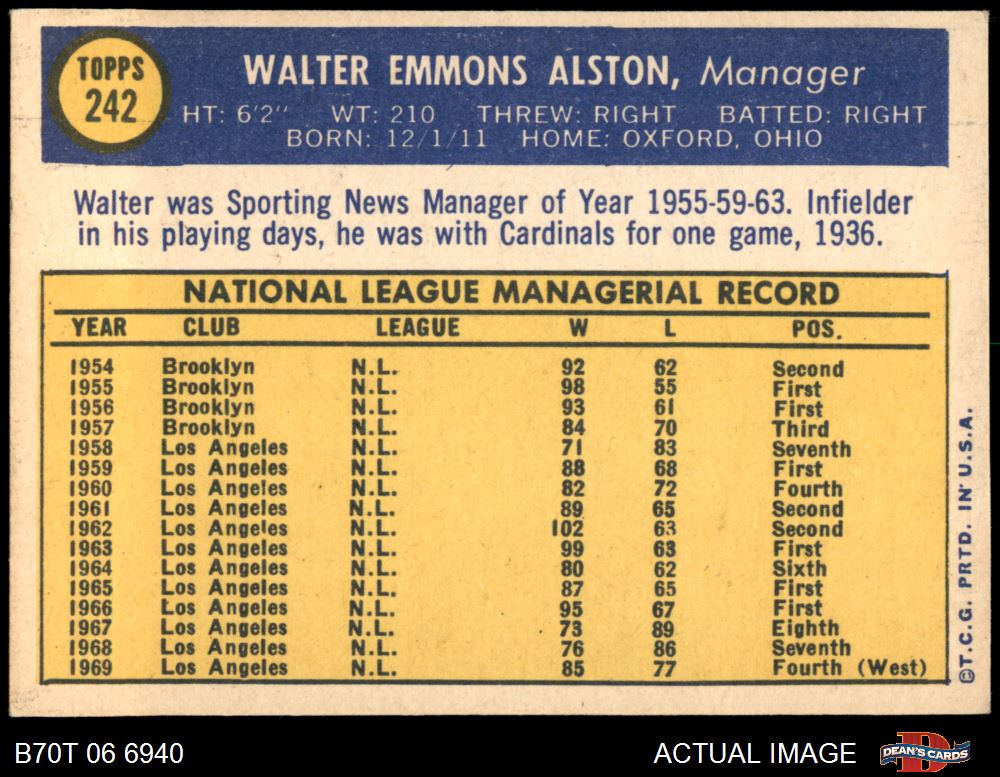 TOPPS
242
WALTER EMMONS ALSTON, Manager
HT: 6'2" WT: 210 THREW: RIGHT BATTED: RIGHT
BORN: 12/1/11 HOME: OXFORD, OHIO
Walter was Sporting News Manager of Year 1955-59-63. Infielder
in his playing days, he was with Cardinals for one game, 1936.
NATIONAL LEAGUE MANAGERIAL RECORD
YEAR CLUB LEAGUE W L POS.
1954 Brooklyn N.L. 92 62 Second
1955 Brooklyn N.L. 98 55 First
1956 Brooklyn N.L. 93 61 First
1957 Brooklyn N.L. 84 70 Third
1958 Los Angeles N.L. 71 83 Seventh
1959 Los Angeles N.L. 88 68 First
1960 Los Angeles N.L. 82 72 Fourth
1961 Los Angeles N.L. 89 65 Second
1962 Los Angeles N.L. 102 63 Second
1963 Los Angeles N.L. 99 63 First
1964 Los Angeles N.L. 80 62 Sixth
1965 Los Angeles N.L. 87 65 First
1966 Los Angeles N.L. 95 67 First
1967 Los Angeles N.L. 73 89 Eighth
1968 Los Angeles N.L. 76 86 Seventh
1969 Los Angeles N.L. 85 77 Fourth (West)
©T.C.G. PRTD. IN U.S.A.
B70T 06 6940 ACTUAL IMAGE
DEAN'S CARDS